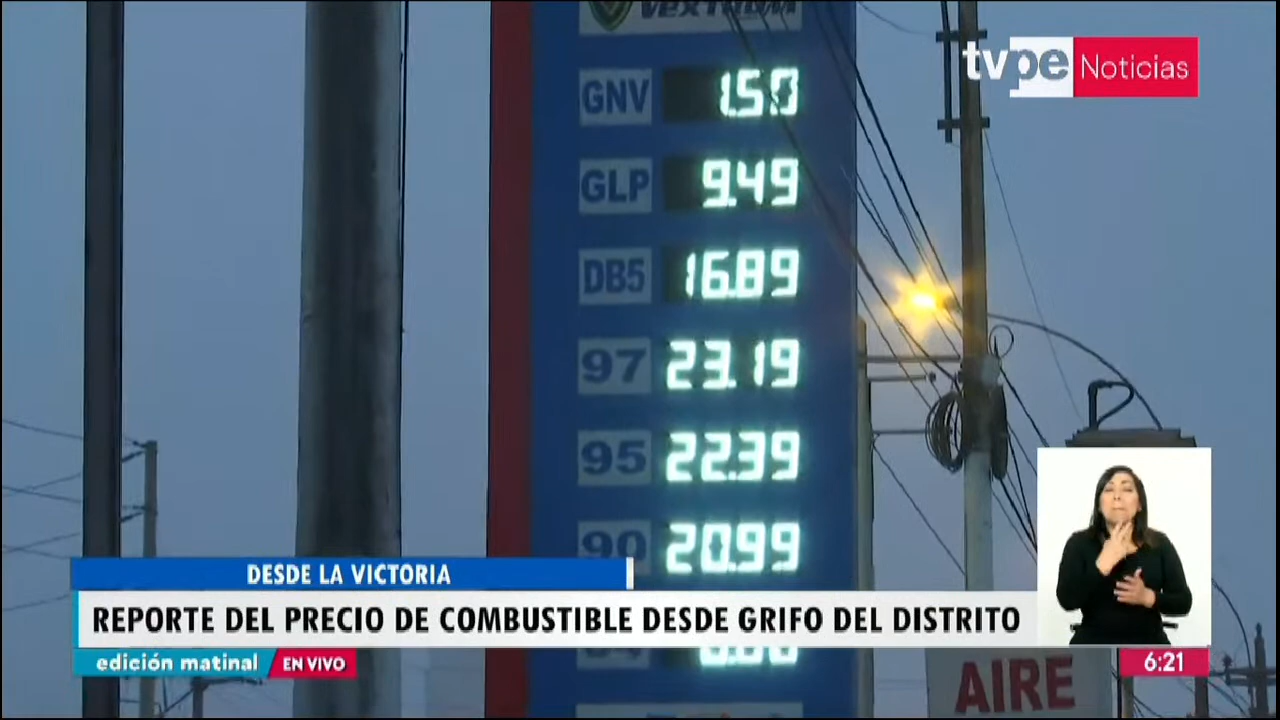 VEXTROM
tvpe Noticias
GNV 1.50
GLP 9.49
DB5 16.89
97 23.19
95 22.39
90 20.99
DESDE LA VICTORIA
REPORTE DEL PRECIO DE COMBUSTIBLE DESDE GRIFO DEL DISTRITO
edición matinal EN VIVO
6:21
AIRE